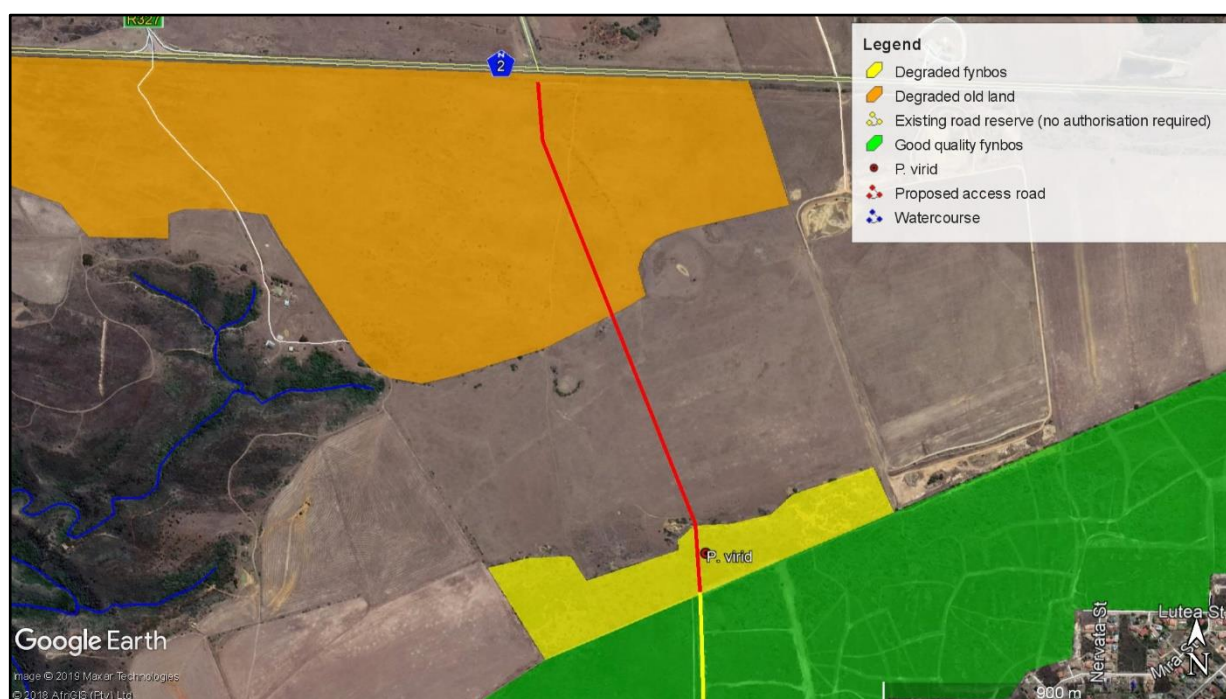 R327
N
2
Legend
Degraded fynbos
Degraded old land
Existing road reserve (no authorisation required)
Good quality fynbos
P. virid
Proposed access road
Watercourse
P. virid
Nervata St
Lutea St
Mira St
N
900 m
Google Earth
Image © 2019 Maxar Technologies
© 2018 AfriGIS (Pty) Ltd.